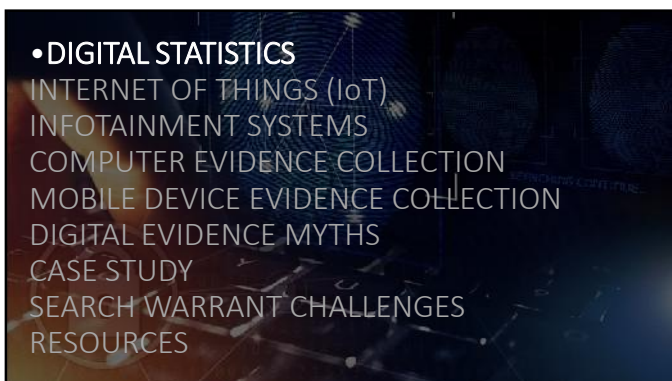 •DIGITAL STATISTICS
INTERNET OF THINGS (IoT)
INFOTAINMENT SYSTEMS
COMPUTER EVIDENCE COLLECTION
MOBILE DEVICE EVIDENCE COLLECTION
DIGITAL EVIDENCE MYTHS
CASE STUDY
SEARCH WARRANT CHALLENGES
RESOURCES